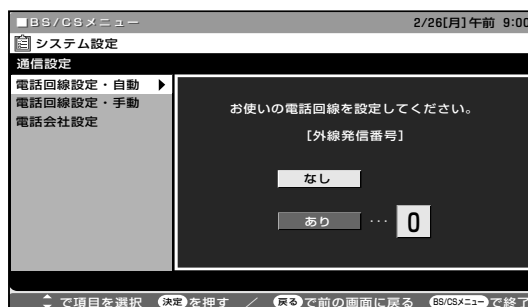 ■BS/CSメニュー 2/26[月]午前 9:00
システム設定
通信設定
電話回線設定・自動
電話回線設定・手動
電話会社設定
お使いの電話回線を設定してください。
[外線発信番号]
なし
あり … 0
で項目を選択 決定を押す / 戻るで前の画面に戻る BS/CSメニューで終了